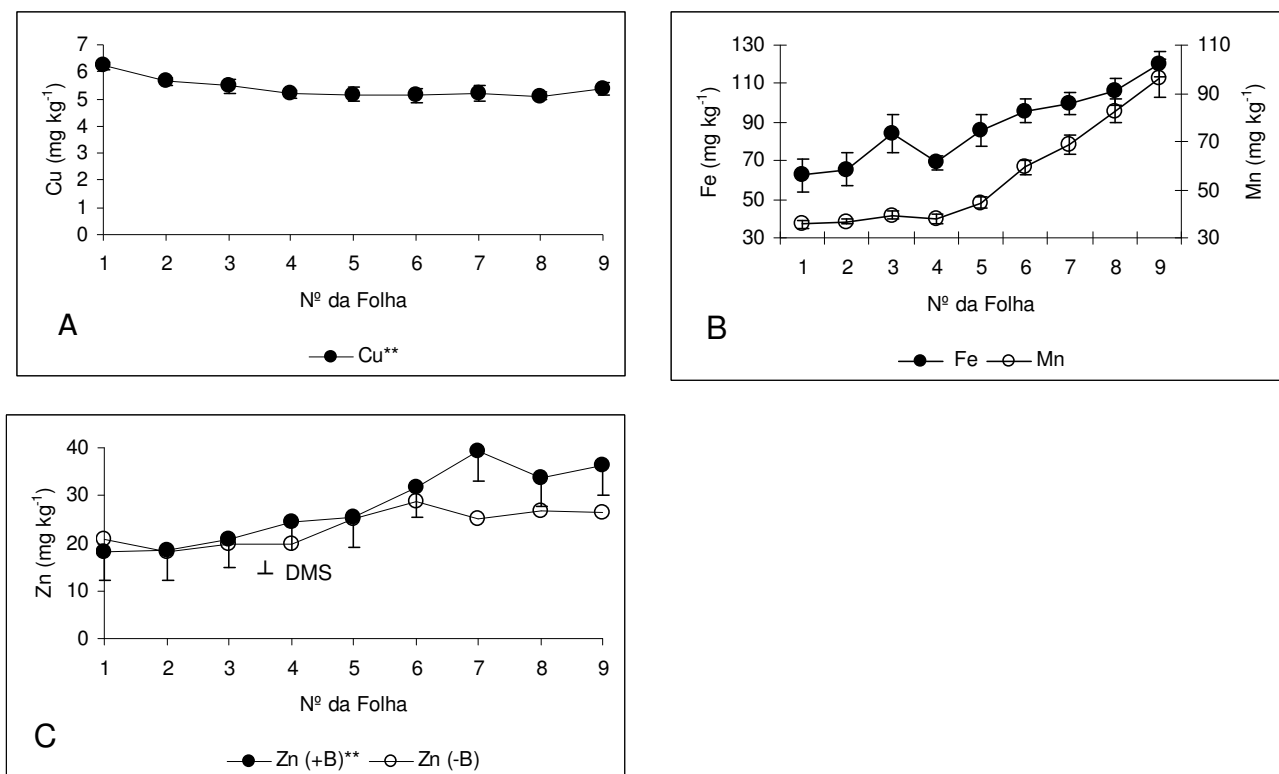 7
6
5
4
3
2
1
0
Cu (mg kg⁻¹)
1 2 3 4 5 6 7 8 9
Nº da Folha
A
Cu**
130
110
90
70
50
30
Fe (mg kg⁻¹)
110
90
70
50
30
Mn (mg kg⁻¹)
1 2 3 4 5 6 7 8 9
Nº da Folha
B
Fe Mn
40
30
20
10
0
Zn (mg kg⁻¹)
DMS
1 2 3 4 5 6 7 8 9
Nº da Folha
C
Zn (+B)** Zn (-B)